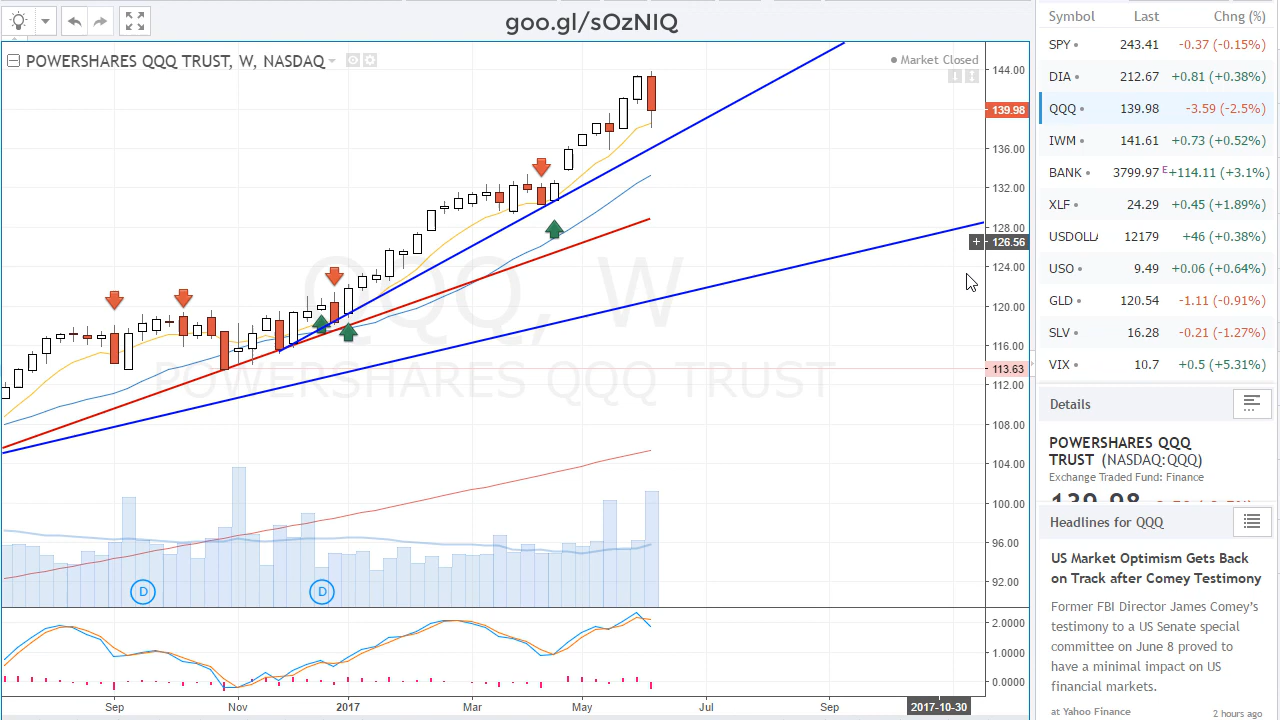 goo.gl/sOzNIQ
POWERSHARES QQQ TRUST, W, NASDAQ
Market Closed
QQQ, W
POWERSHARES QQQ TRUST
144.00
139.98
136.00
132.00
128.00
126.56
124.00
120.00
116.00
113.63
112.00
108.00
104.00
100.00
96.00
92.00
D
D
2.0000
1.0000
0.0000
Sep
Nov
2017
Mar
May
Jul
Sep
2017-10-30
Symbol Last Chng (%)
SPY 243.41 -0.37 (-0.15%)
DIA 212.67 +0.81 (+0.38%)
QQQ 139.98 -3.59 (-2.5%)
IWM 141.61 +0.73 (+0.52%)
BANK 3799.97 E +114.11 (+3.1%)
XLF 24.29 +0.45 (+1.89%)
USDOLL 12179 +46 (+0.38%)
USO 9.49 +0.06 (+0.64%)
GLD 120.54 -1.11 (-0.91%)
SLV 16.28 -0.21 (-1.27%)
VIX 10.7 +0.5 (+5.31%)
Details
POWERSHARES QQQ
TRUST (NASDAQ:QQQ)
Exchange Traded Fund: Finance
139.98
Headlines for QQQ
US Market Optimism Gets Back
on Track after Comey Testimony
Former FBI Director James Comey's
testimony to a US Senate special
committee on June 8 proved to
have a minimal impact on US
financial markets.
at Yahoo Finance 2 hours ago